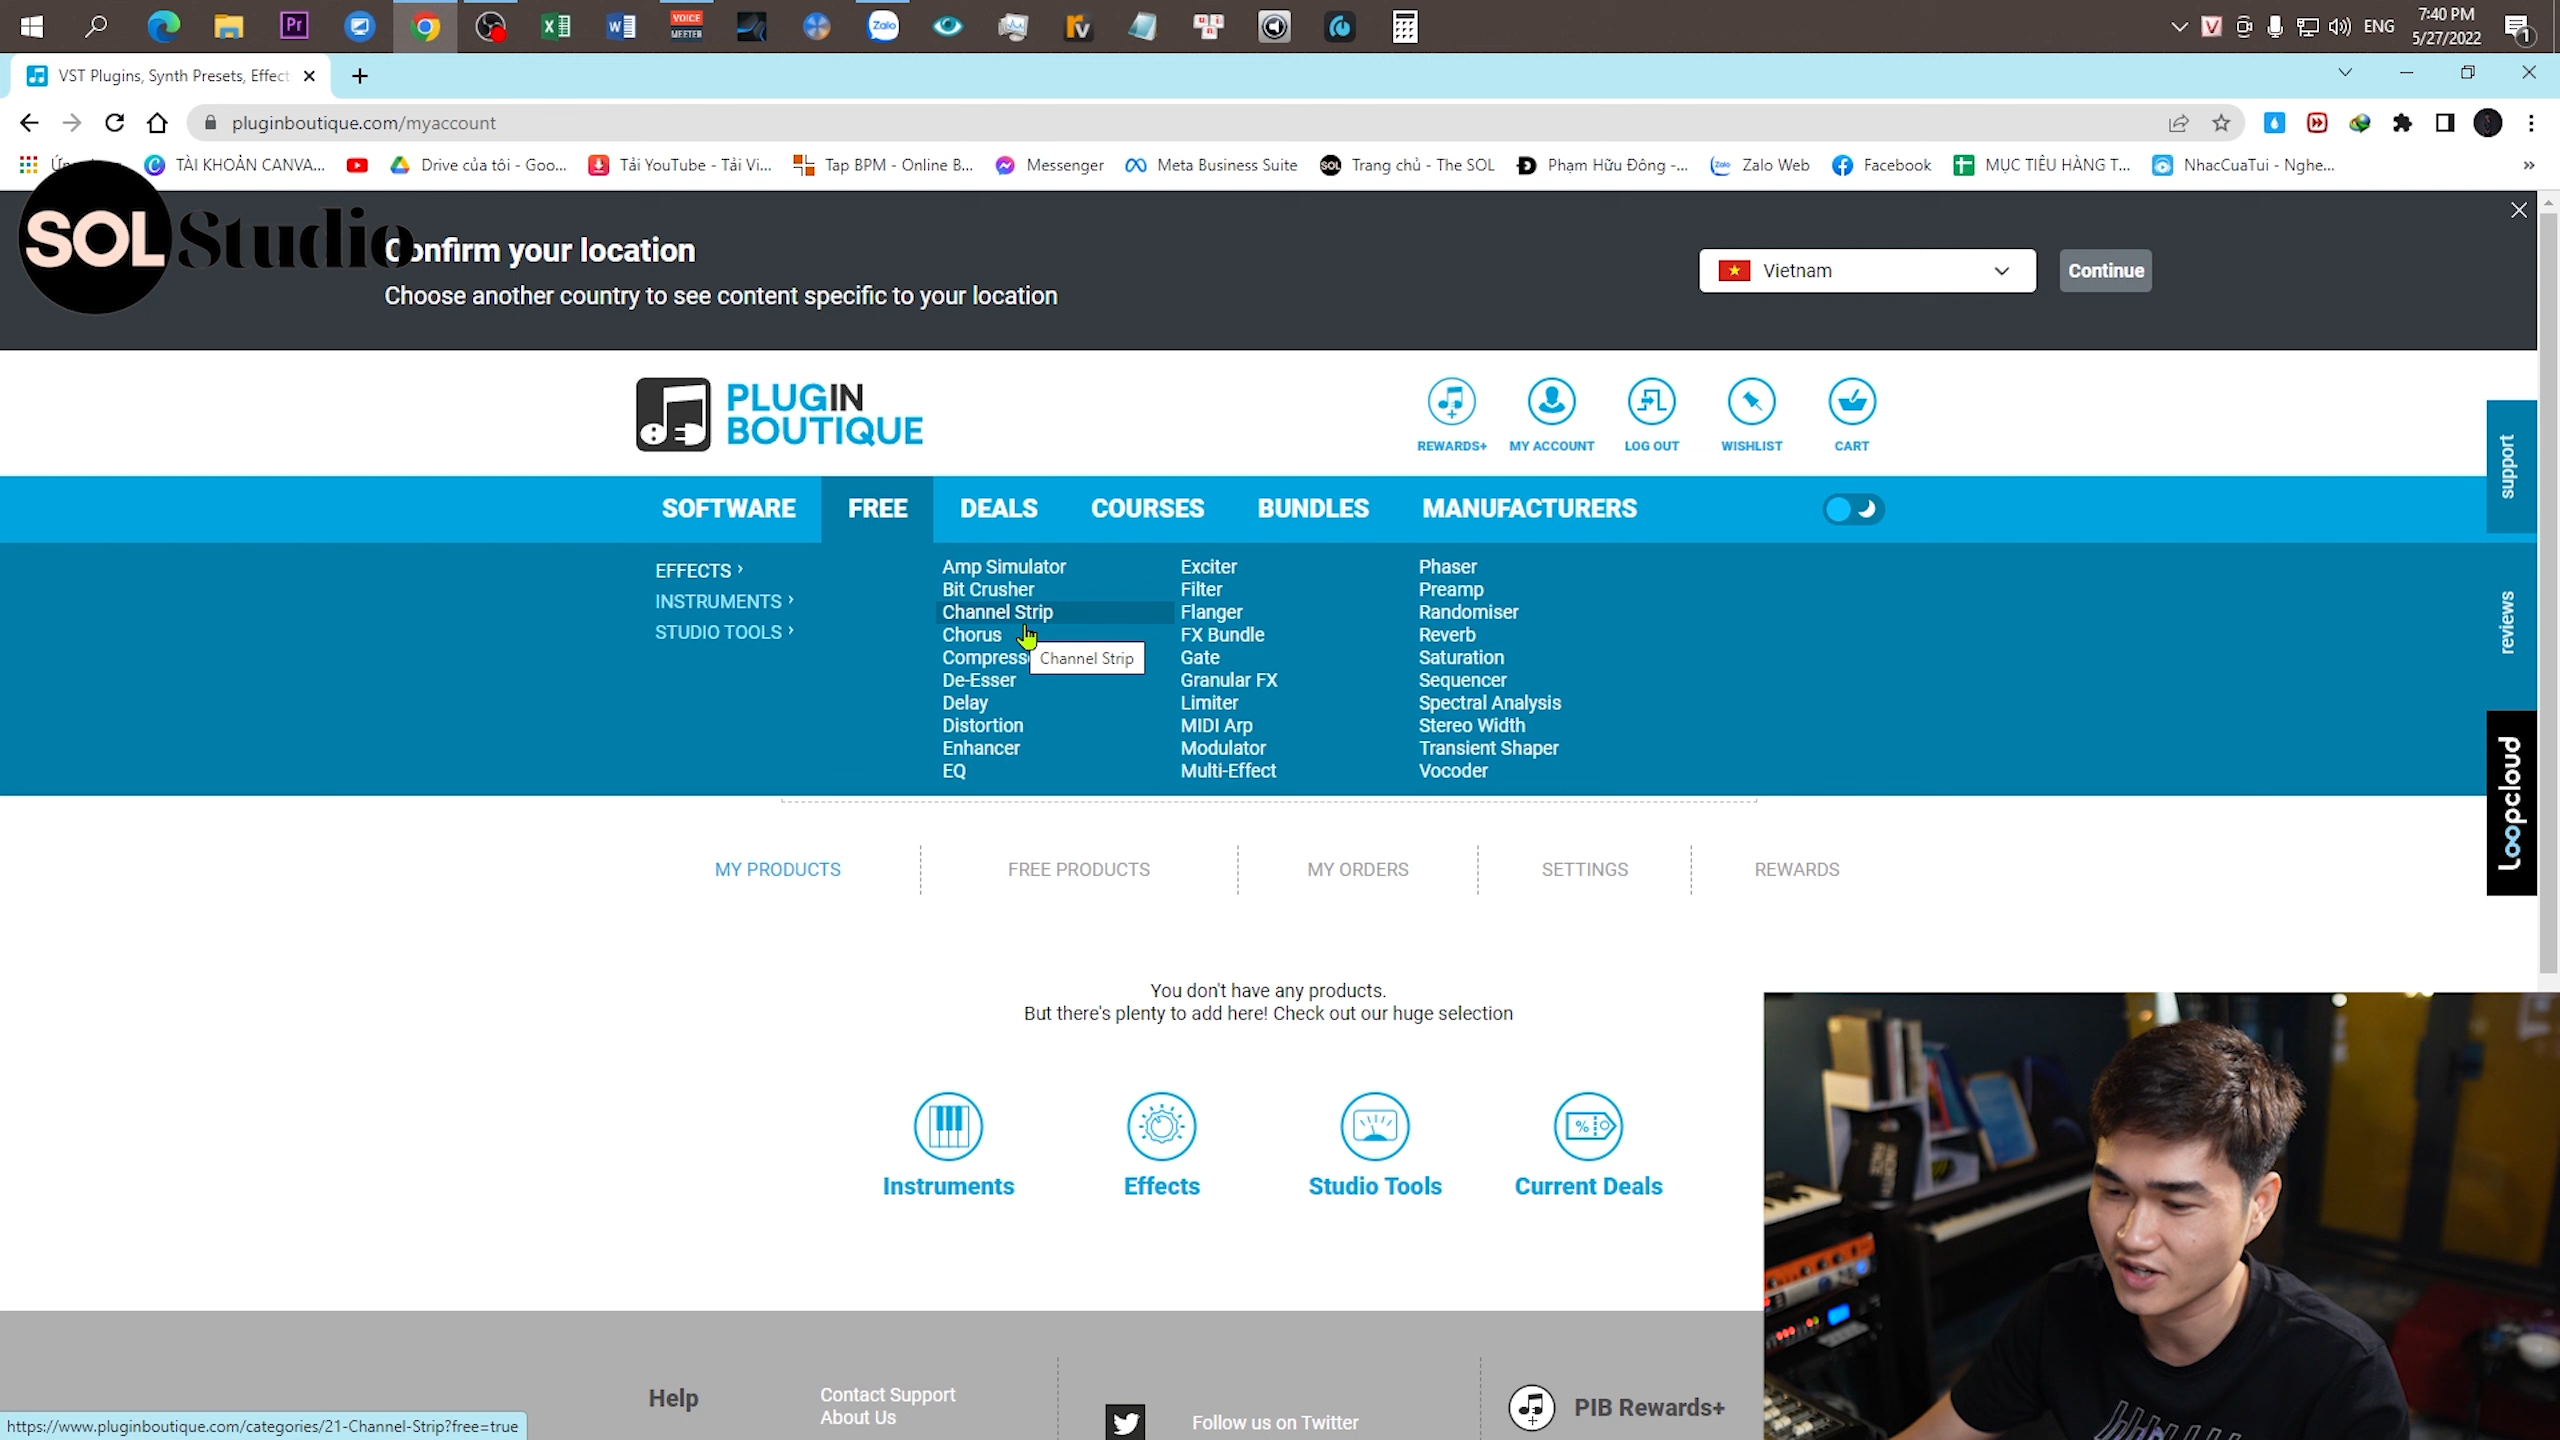 VOICE
MEETER
Zalo
ENG
7:40 PM
5/27/2022
1
VST Plugins, Synth Presets, Effect
pluginboutique.com/myaccount
TÀI KHOẢN CANVA...
Drive của tôi - Goo...
Tải YouTube - Tải Vi...
Tap BPM - Online B...
Messenger
Meta Business Suite
Trang chủ - The SOL
Phạm Hữu Đông -...
Zalo Web
Facebook
MỤC TIÊU HÀNG T...
NhacCuaTui - Nghe...
SOL Studio
Confirm your location
Choose another country to see content specific to your location
Vietnam
Continue
PLUGIN
BOUTIQUE
REWARDS+
MY ACCOUNT
LOG OUT
WISHLIST
CART
SOFTWARE
FREE
DEALS
COURSES
BUNDLES
MANUFACTURERS
support
reviews
Loopcloud
EFFECTS ›
INSTRUMENTS ›
STUDIO TOOLS ›
Amp Simulator
Bit Crusher
Channel Strip
Chorus
Compress
De-Esser
Delay
Distortion
Enhancer
EQ
Channel Strip
Exciter
Filter
Flanger
FX Bundle
Gate
Granular FX
Limiter
MIDI Arp
Modulator
Multi-Effect
Phaser
Preamp
Randomiser
Reverb
Saturation
Sequencer
Spectral Analysis
Stereo Width
Transient Shaper
Vocoder
MY PRODUCTS
FREE PRODUCTS
MY ORDERS
SETTINGS
REWARDS
You don't have any products.
But there's plenty to add here! Check out our huge selection
Instruments
Effects
Studio Tools
Current Deals
Help
Contact Support
About Us
Follow us on Twitter
PIB Rewards+
https://www.pluginboutique.com/categories/21-Channel-Strip?free=true